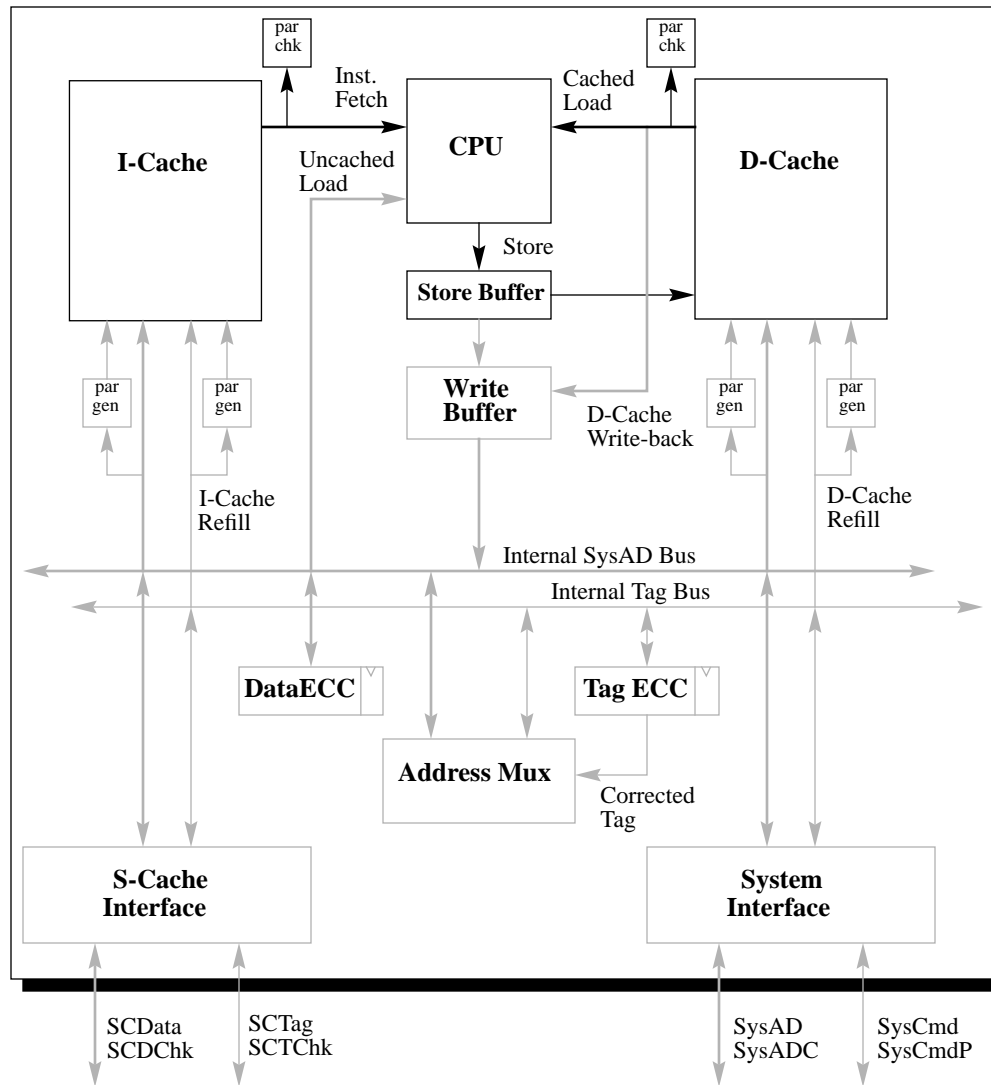 par
chk
par
chk
Inst.
Fetch
Cached
Load
I-Cache
CPU
D-Cache
Uncached
Load
Store
Store Buffer
par
gen
par
gen
Write
Buffer
D-Cache
Write-back
par
gen
par
gen
I-Cache
Refill
D-Cache
Refill
Internal SysAD Bus
Internal Tag Bus
DataECC
Tag ECC
Address Mux
Corrected
Tag
S-Cache
Interface
System
Interface
SCData
SCDChk
SCTag
SCTChk
SysAD
SysADC
SysCmd
SysCmdP